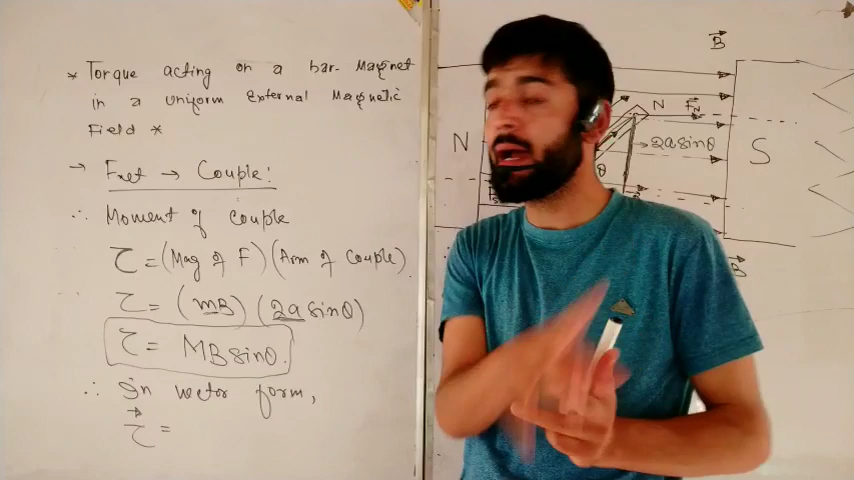 * Torque acting on a bar-Magnet
in a uniform External Magnetic
Field *
→ Fnet → Couple:
∴ Moment of couple
τ = (Mag of F) (Arm of Couple)
τ = (mB) (2a sinθ)
τ = MB sinθ.
∴ In vector form,
τ⃗ =
B⃗
N F⃗N
N → 2a sinθ S
θ
B⃗